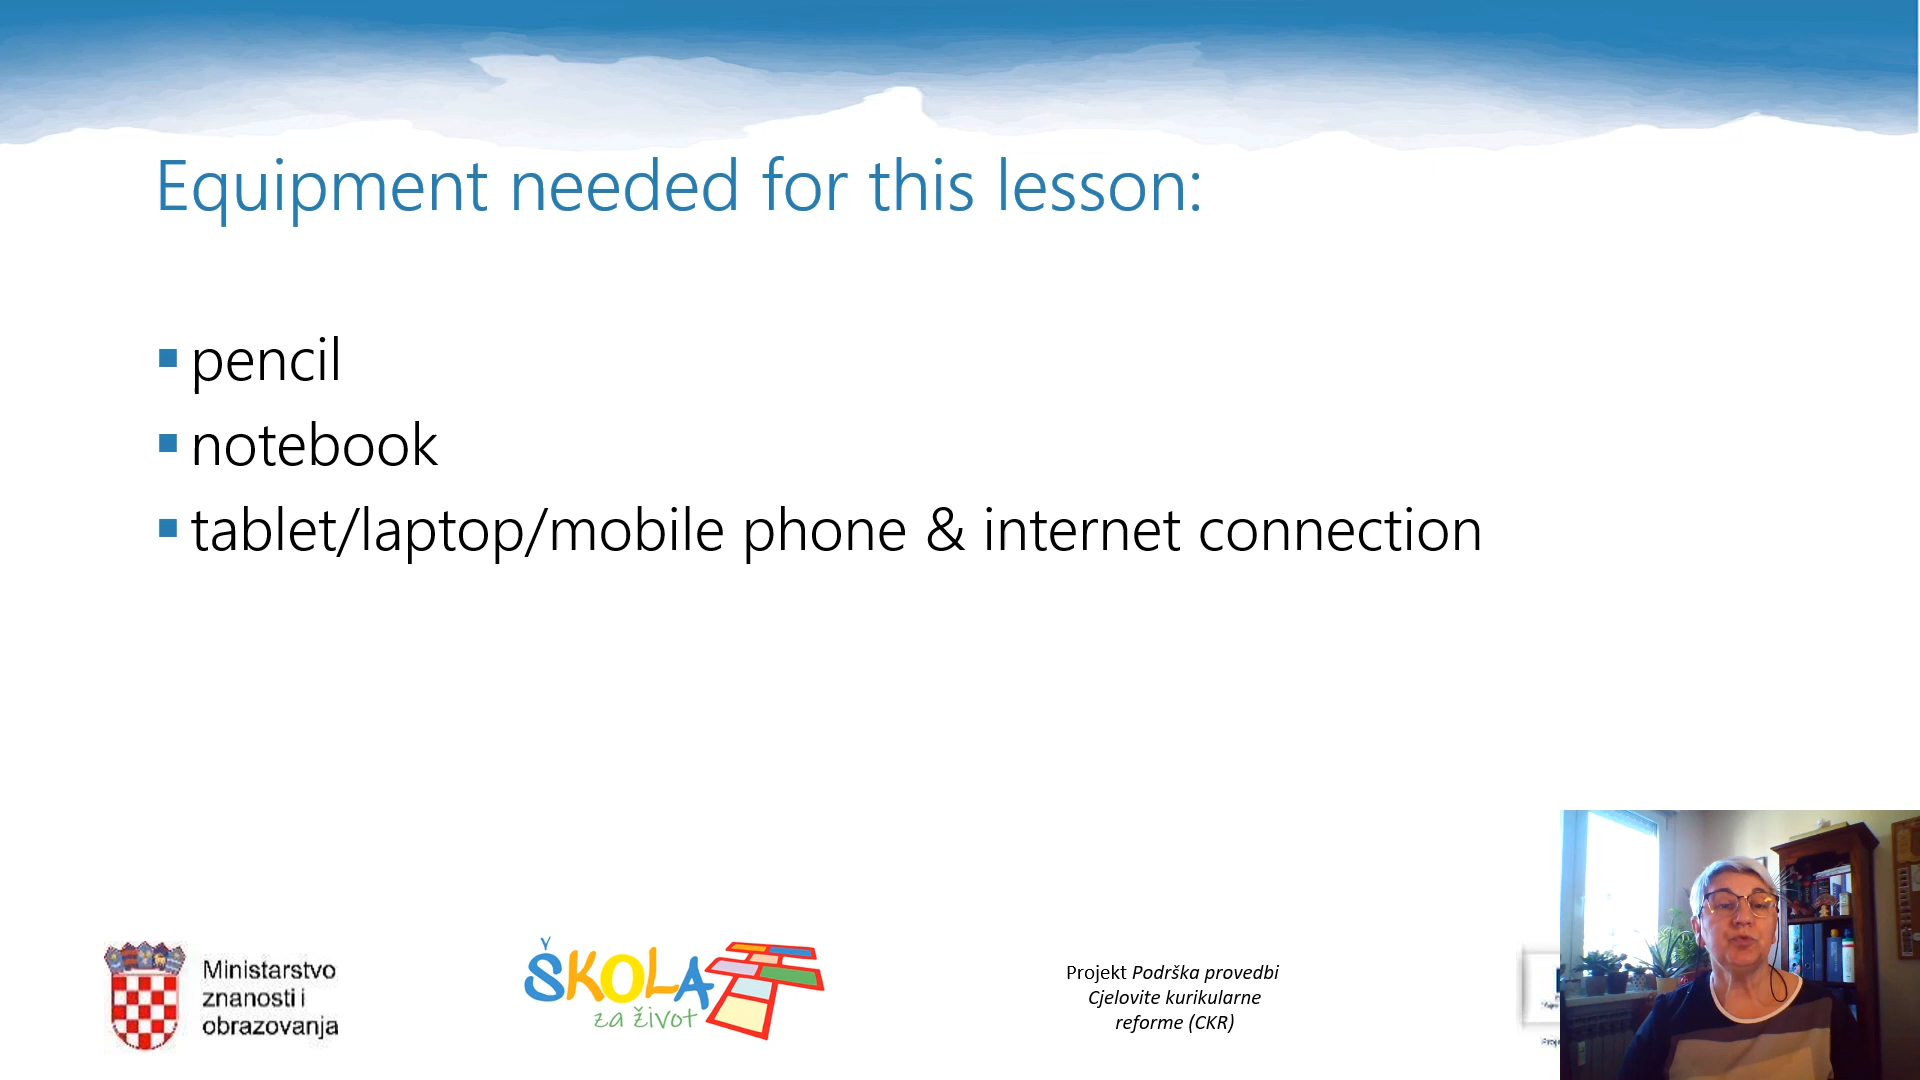 Equipment needed for this lesson:
pencil
notebook
tablet/laptop/mobile phone & internet connection
Ministarstvo
znanosti i
obrazovanja
ŠKOLA
za život
Projekt Podrška provedbi
Cjelovite kurikularne
reforme (CKR)